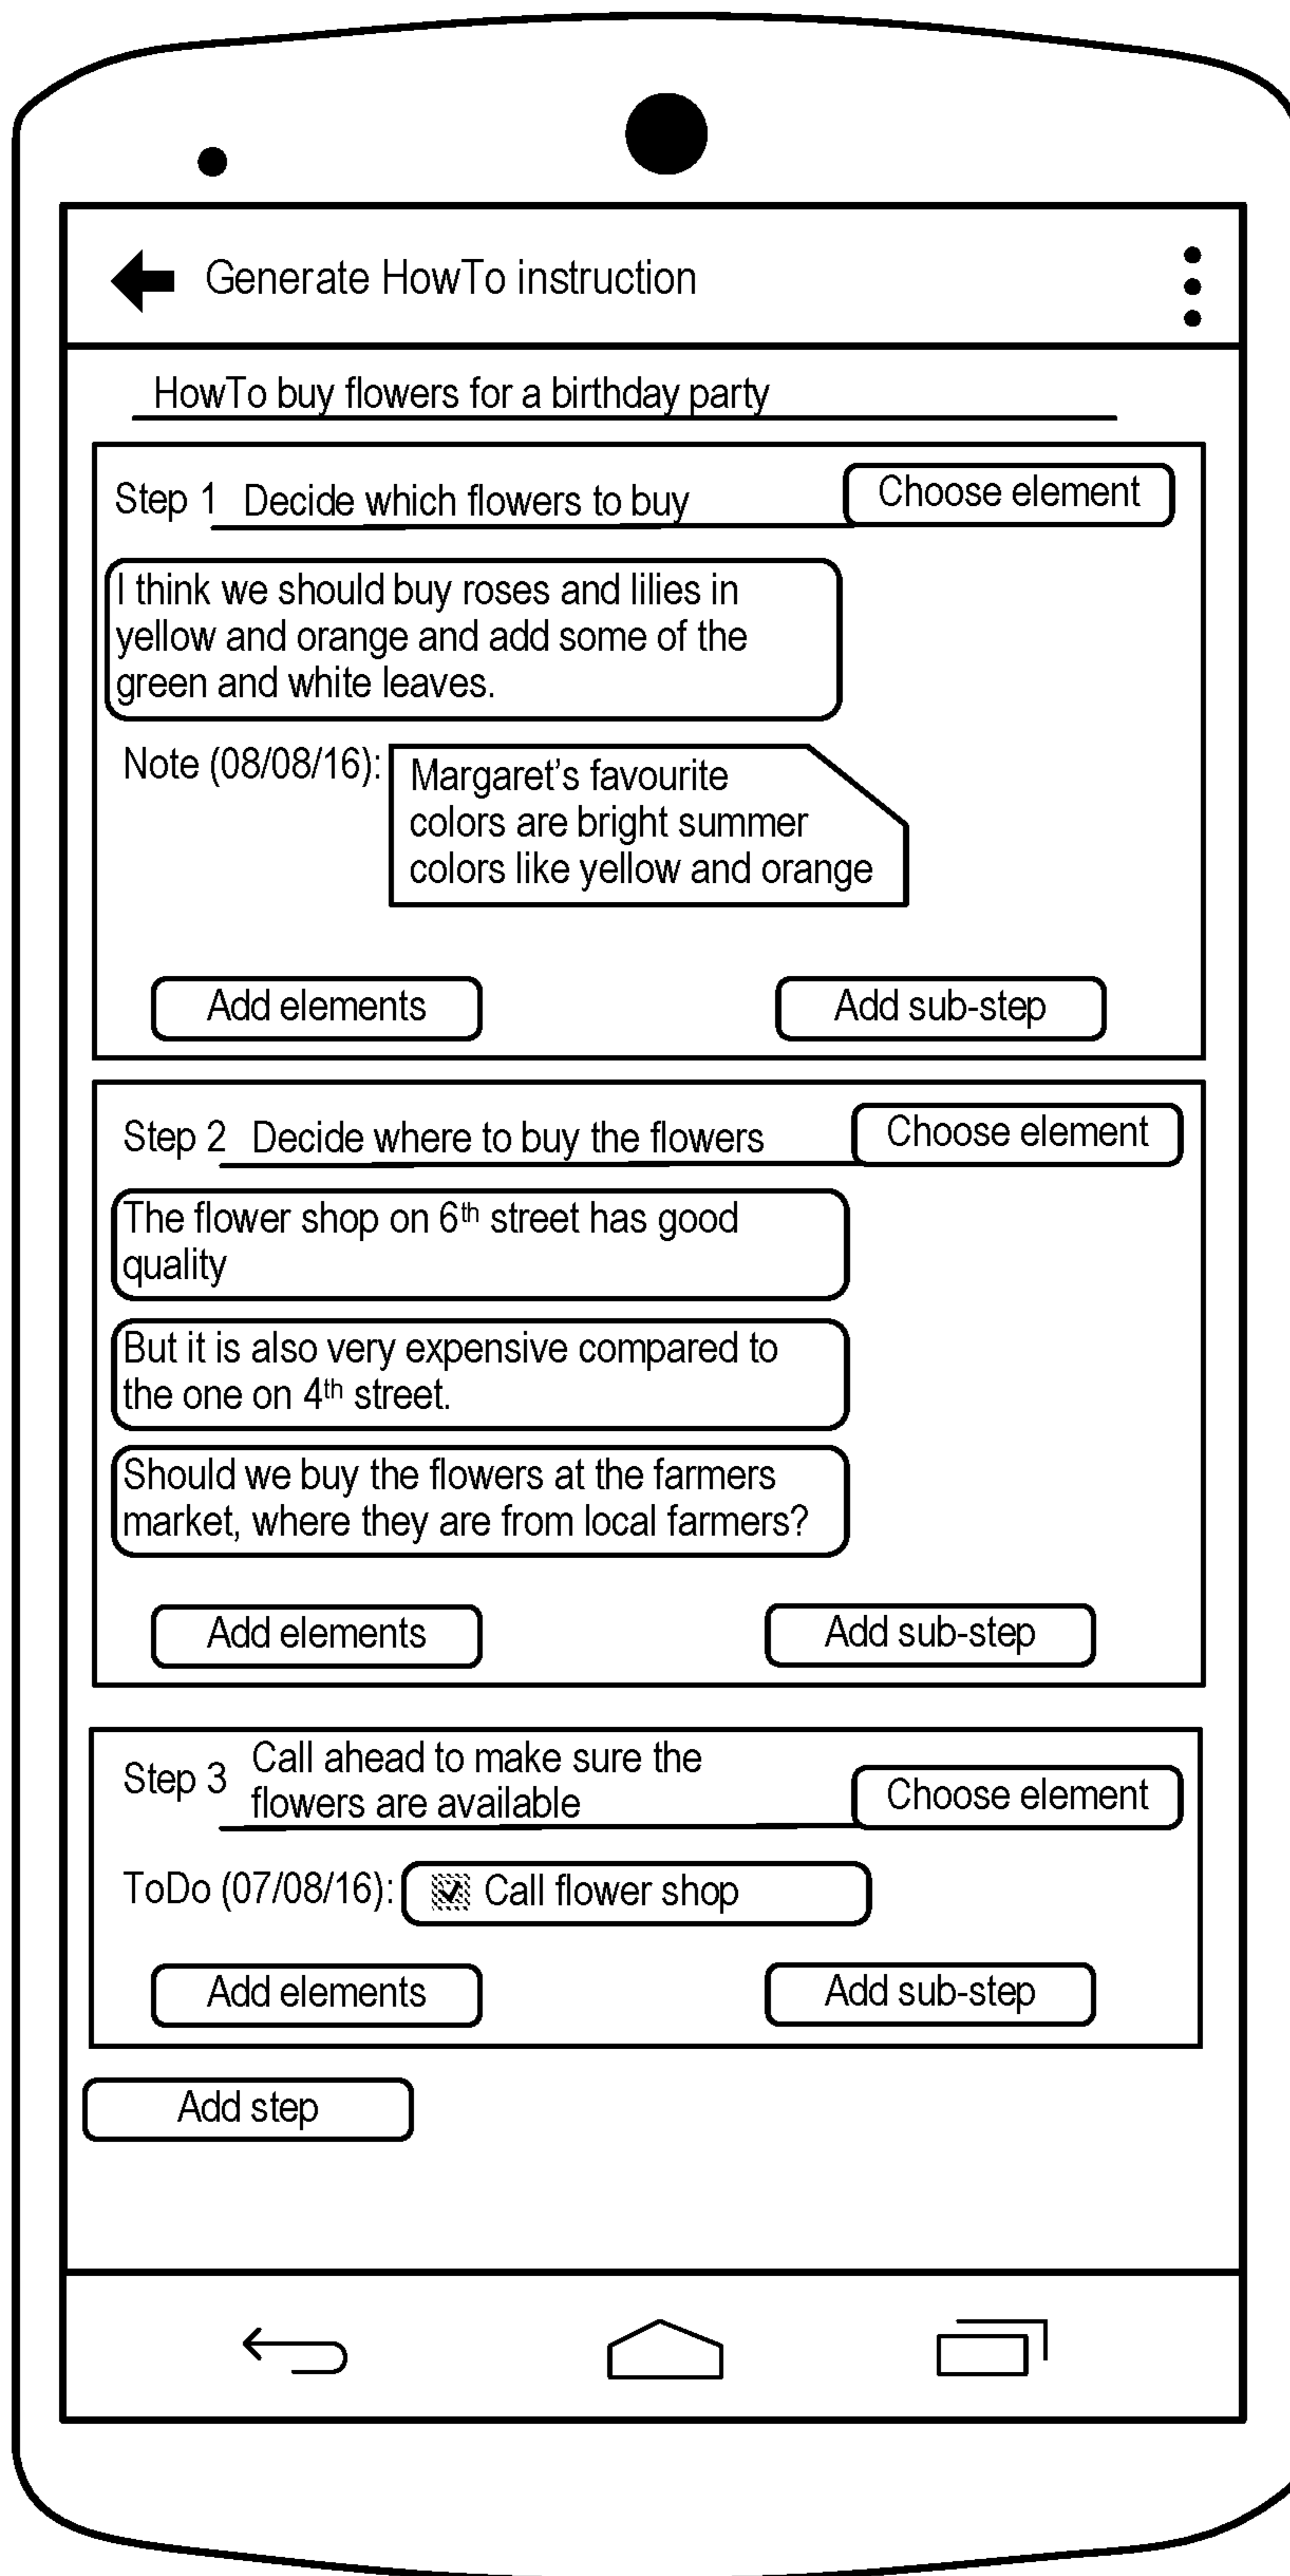 Generate HowTo instruction
HowTo buy flowers for a birthday party
Step 1 Decide which flowers to buy Choose element
I think we should buy roses and lilies in
yellow and orange and add some of the
green and white leaves.
Note (08/08/16): Margaret's favourite
colors are bright summer
colors like yellow and orange
Add elements Add sub-step
Step 2 Decide where to buy the flowers Choose element
The flower shop on 6th street has good
quality
But it is also very expensive compared to
the one on 4th street.
Should we buy the flowers at the farmers
market, where they are from local farmers?
Add elements Add sub-step
Step 3 Call ahead to make sure the
flowers are available Choose element
ToDo (07/08/16): Call flower shop
Add elements Add sub-step
Add step